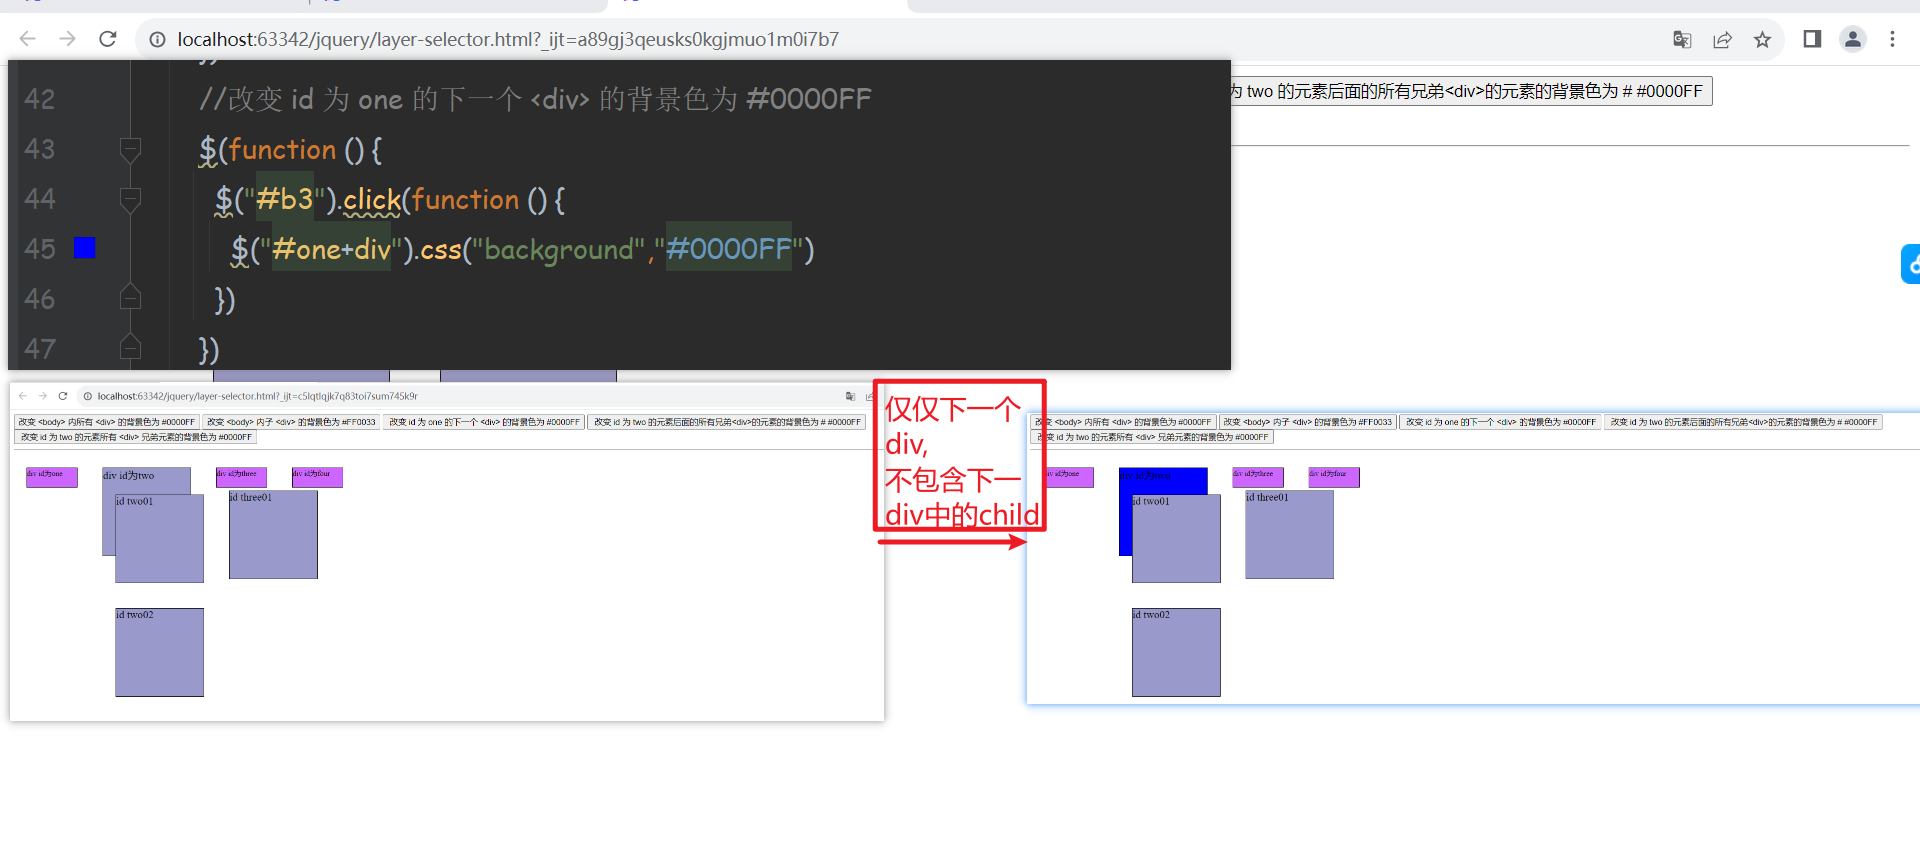 localhost:63342/jquery/layer-selector.html?_ijt=a89gj3qeusks0kgjmuo1m0i7b7
为 two 的元素后面的所有兄弟<div>的元素的背景色为 # #0000FF
})
42 //改变 id 为 one 的下一个 <div> 的背景色为 #0000FF
43 $(function () {
44 $("#b3").click(function () {
45 $("#one+div").css("background","#0000FF")
46 })
47 })
localhost:63342/jquery/layer-selector.html?_ijt=c5lqtlqjk7q83toi7sum745k9r
改变 <body> 内所有 <div> 的背景色为 #0000FF 改变 <body> 内子 <div> 的背景色为 #FF0033 改变 id 为 one 的下一个 <div> 的背景色为 #0000FF 改变 id 为 two 的元素后面的所有兄弟<div>的元素的背景色为 # #0000FF
改变 id 为 two 的元素所有 <div> 兄弟元素的背景色为 #0000FF
div id为one div id为two div id为three div id为four
id two01 id three01
id two02
仅仅下一个
div,
不包含下一
div中的child
改变 <body> 内所有 <div> 的背景色为 #0000FF 改变 <body> 内子 <div> 的背景色为 #FF0033 改变 id 为 one 的下一个 <div> 的背景色为 #0000FF 改变 id 为 two 的元素后面的所有兄弟<div>的元素的背景色为 # #0000FF
改变 id 为 two 的元素所有 <div> 兄弟元素的背景色为 #0000FF
div id为one div id为two div id为three div id为four
id two01 id three01
id two02